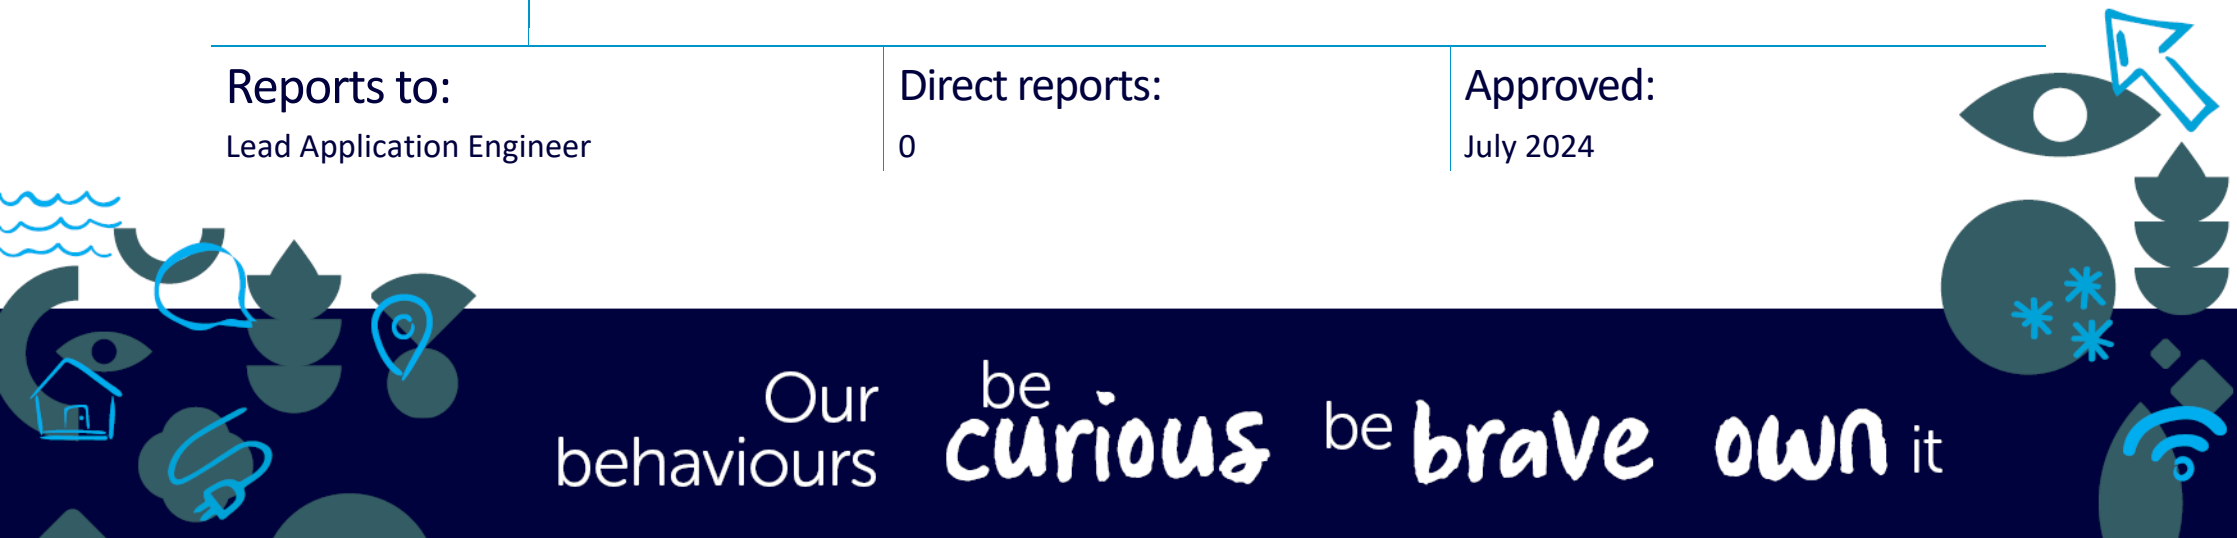 Reports to:
Lead Application Engineer
Direct reports:
0
Approved:
July 2024
Our
behaviours
be
curious
be brave
own it